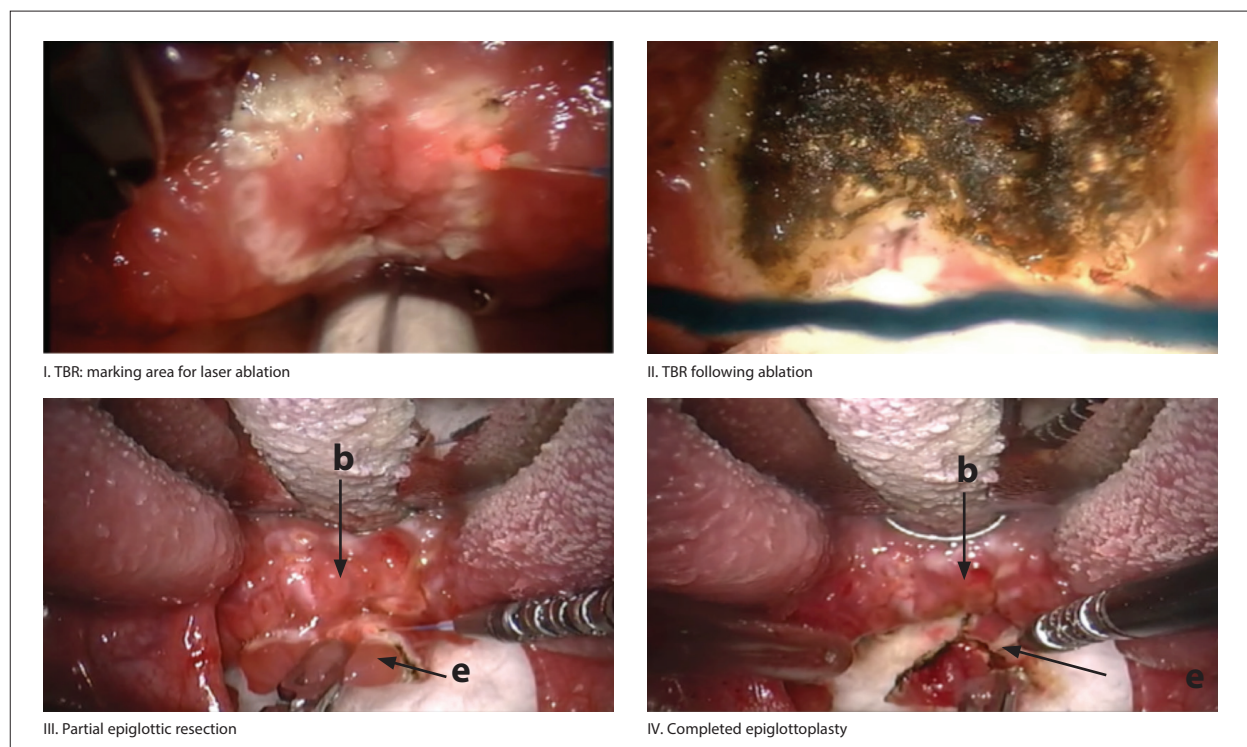 I. TBR: marking area for laser ablation
II. TBR following ablation
b
b
e
e
III. Partial epiglottic resection
IV. Completed epiglottoplasty